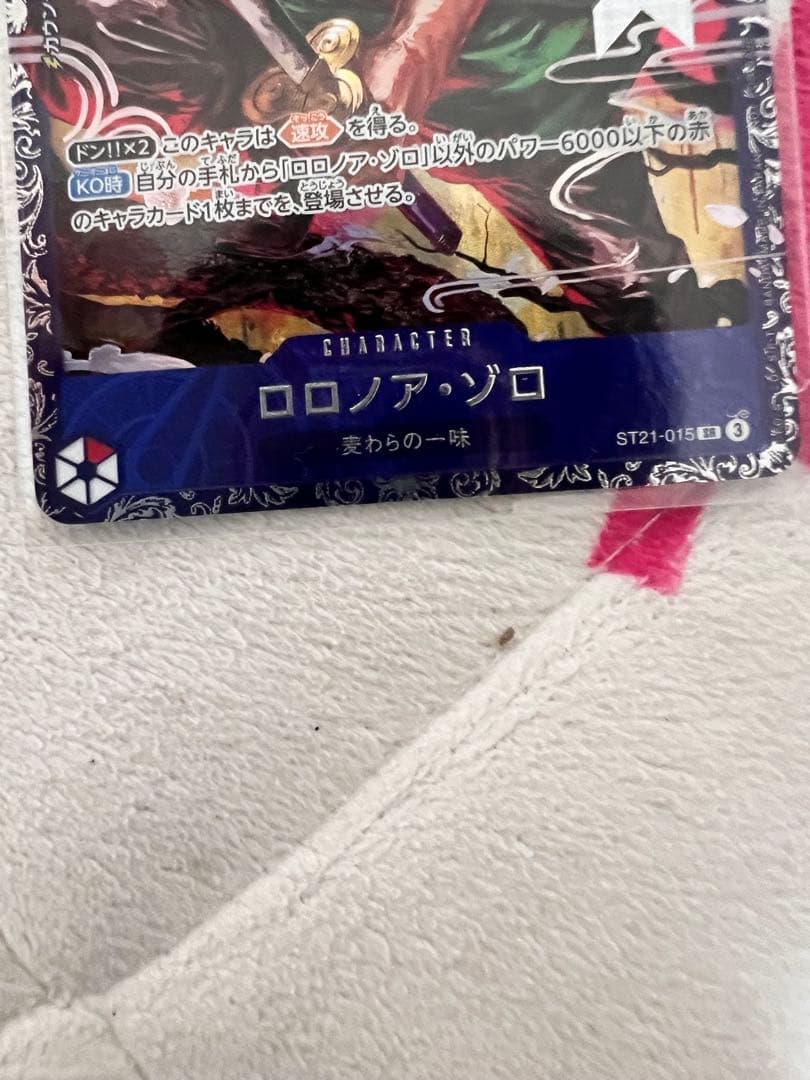 カウン
ドン!!×2 このキャラは 速攻 を得る。
KO時 自分の手札から「ロロノア・ゾロ」以外のパワー6000以下の赤
のキャラカード1枚までを、登場させる。
CHARACTER
ロロノア・ゾロ
麦わらの一味
ST21-015 SR 3